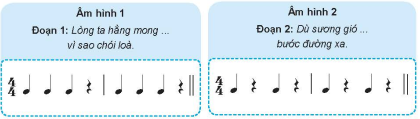 Âm hình 1
Đoạn 1: Lòng ta hằng mong ...
vì sao chói loà.
4
4
Âm hình 2
Đoạn 2: Dù sương gió ...
bước đường xa.
4
4